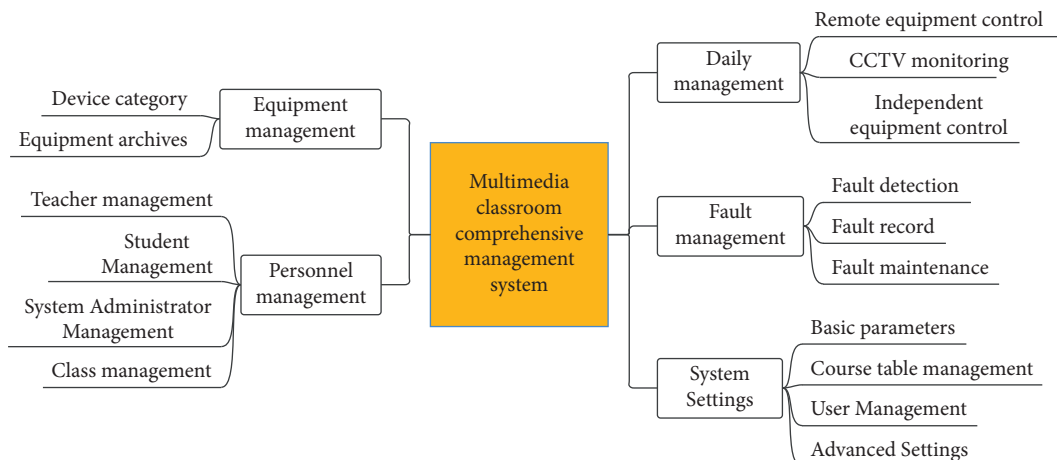 Device category
Equipment archives
Equipment
management
Teacher management
Student
Management
System Administrator
Management
Class management
Personnel
management
Multimedia
classroom
comprehensive
management
system
Daily
management
Remote equipment control
CCTV monitoring
Independent
equipment control
Fault
management
Fault detection
Fault record
Fault maintenance
System
Settings
Basic parameters
Course table management
User Management
Advanced Settings